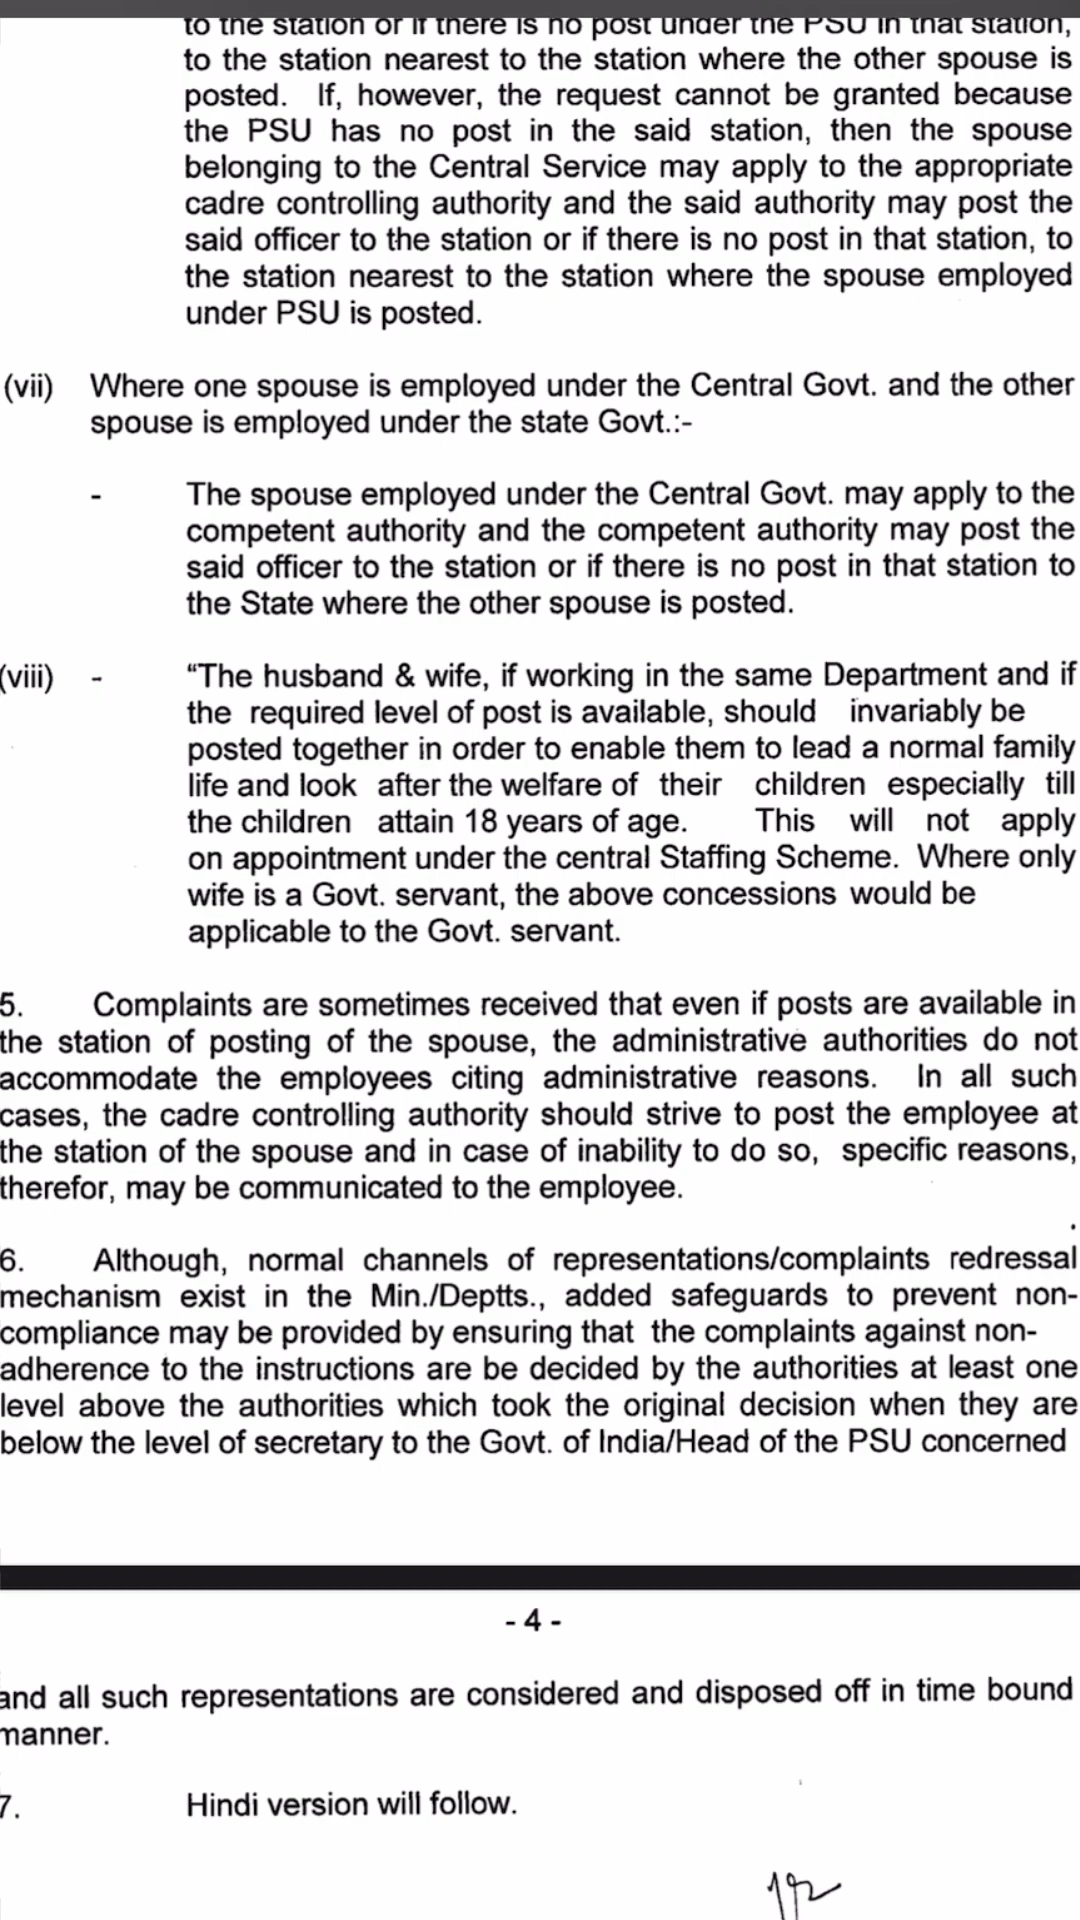 to the station or if there is no post under the PSU in that station,
to the station nearest to the station where the other spouse is
posted. If, however, the request cannot be granted because
the PSU has no post in the said station, then the spouse
belonging to the Central Service may apply to the appropriate
cadre controlling authority and the said authority may post the
said officer to the station or if there is no post in that station, to
the station nearest to the station where the spouse employed
under PSU is posted.
(vii) Where one spouse is employed under the Central Govt. and the other
spouse is employed under the state Govt.:-
- The spouse employed under the Central Govt. may apply to the
competent authority and the competent authority may post the
said officer to the station or if there is no post in that station to
the State where the other spouse is posted.
(viii) - “The husband & wife, if working in the same Department and if
the required level of post is available, should invariably be
posted together in order to enable them to lead a normal family
life and look after the welfare of their children especially till
the children attain 18 years of age. This will not apply
on appointment under the central Staffing Scheme. Where only
wife is a Govt. servant, the above concessions would be
applicable to the Govt. servant.
5. Complaints are sometimes received that even if posts are available in
the station of posting of the spouse, the administrative authorities do not
accommodate the employees citing administrative reasons. In all such
cases, the cadre controlling authority should strive to post the employee at
the station of the spouse and in case of inability to do so, specific reasons,
therefor, may be communicated to the employee.
6. Although, normal channels of representations/complaints redressal
mechanism exist in the Min./Deptts., added safeguards to prevent non-
compliance may be provided by ensuring that the complaints against non-
adherence to the instructions are be decided by the authorities at least one
level above the authorities which took the original decision when they are
below the level of secretary to the Govt. of India/Head of the PSU concerned
- 4 -
and all such representations are considered and disposed off in time bound
manner.
7. Hindi version will follow.